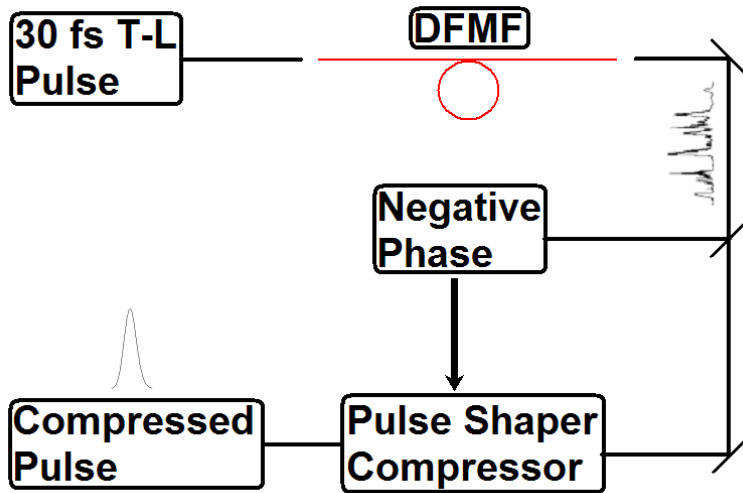 30 fs T-L
Pulse
DFMF
Negative
Phase
Compressed
Pulse
Pulse Shaper
Compressor